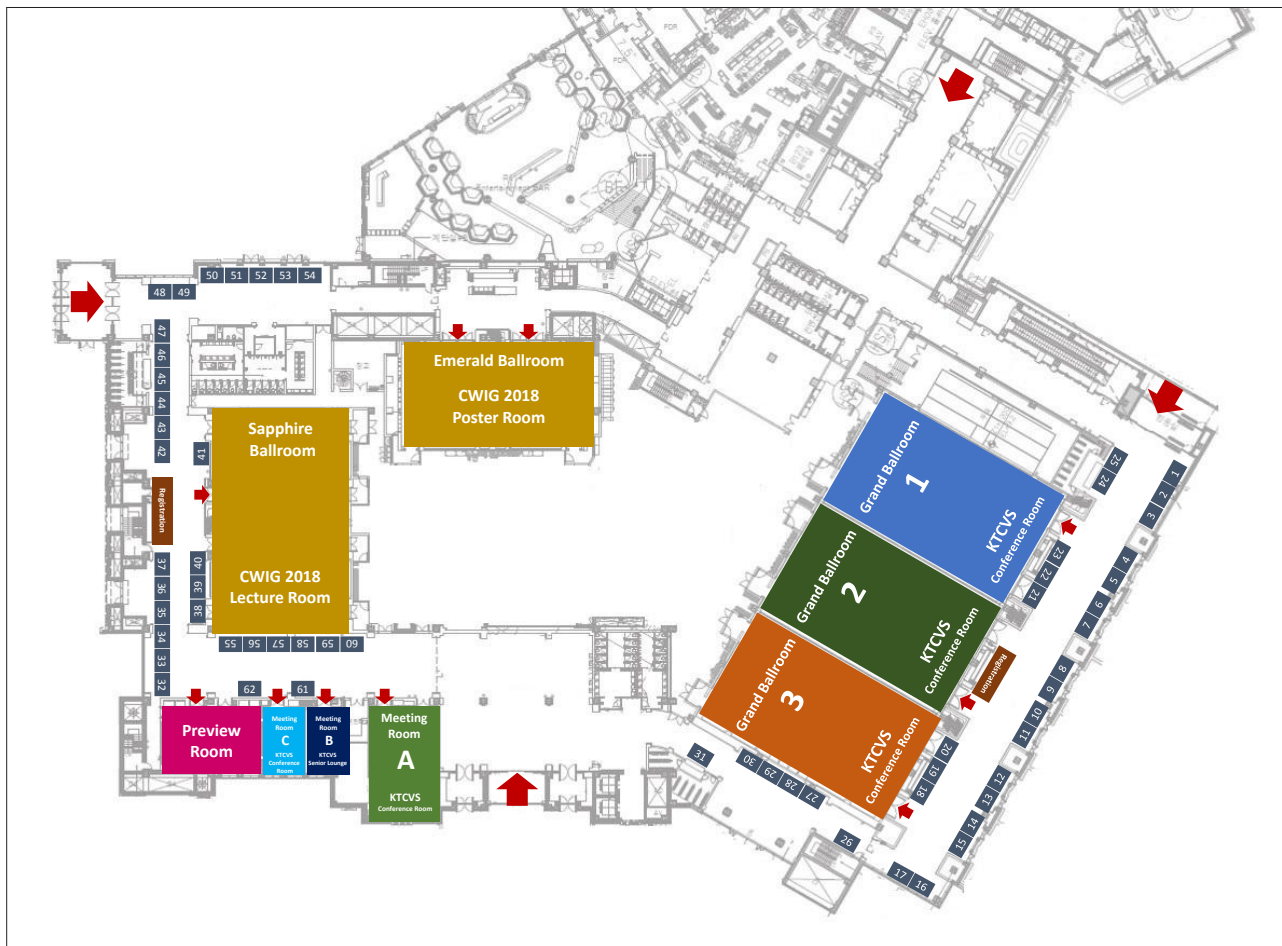 50 51 52 53 54
48 49
47
46
45
44
43
42
41
Registration
40
39
38
37
36
35
34
33
32
Emerald Ballroom
CWIG 2018
Poster Room
Sapphire
Ballroom
CWIG 2018
Lecture Room
55 56 57 58 59 60
62 61
Preview
Room
Meeting
Room
C
KTCVS
Conference
Room
Meeting
Room
B
KTCVS
Senior Lounge
Meeting
Room
A
KTCVS
Conference Room
Grand Ballroom
1
KTCVS
Conference Room
Grand Ballroom
2
KTCVS
Conference Room
Grand Ballroom
3
KTCVS
Conference Room
25
24
23
22
21
Registration
20
19
18
1
2
3
4
5
6
7
8
9
10
11
12
13
14
15
16
17
26
27
28
29
30
31